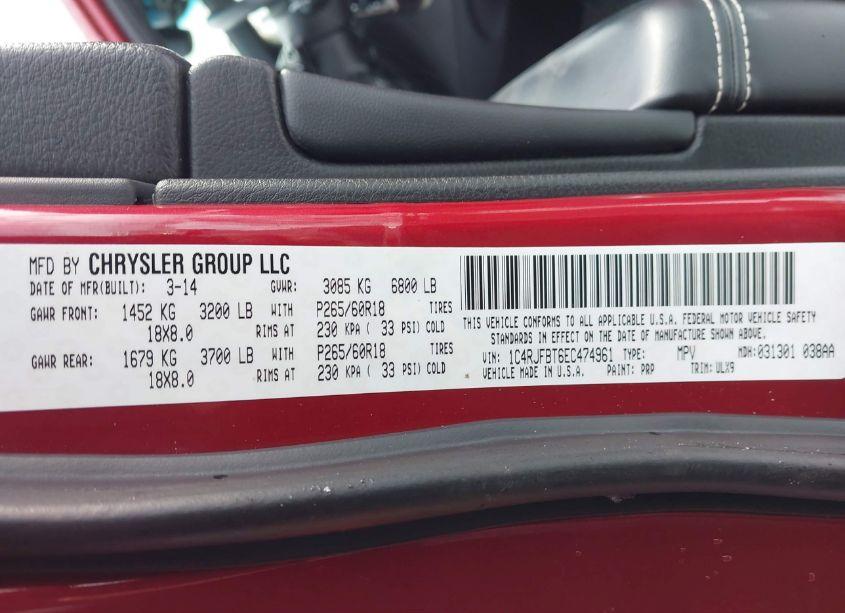 MFD BY CHRYSLER GROUP LLC
DATE OF MFR(BUILT): 3-14 GVWR: 3085 KG 6800 LB
GAWR FRONT: 1452 KG 3200 LB WITH P265/60R18 TIRES
18X8.0 RIMS AT 230 KPA ( 33 PSI) COLD
GAWR REAR: 1679 KG 3700 LB WITH P265/60R18 TIRES
18X8.0 RIMS AT 230 KPA ( 33 PSI) COLD
THIS VEHICLE CONFORMS TO ALL APPLICABLE U.S.A. FEDERAL MOTOR VEHICLE SAFETY
STANDARDS IN EFFECT ON THE DATE OF MANUFACTURE SHOWN ABOVE.
VIN: 1C4RJFBT6EC474961 TYPE: MPV MDH:031301 038AA
VEHICLE MADE IN U.S.A. PAINT: PRP TRIM: ULX9